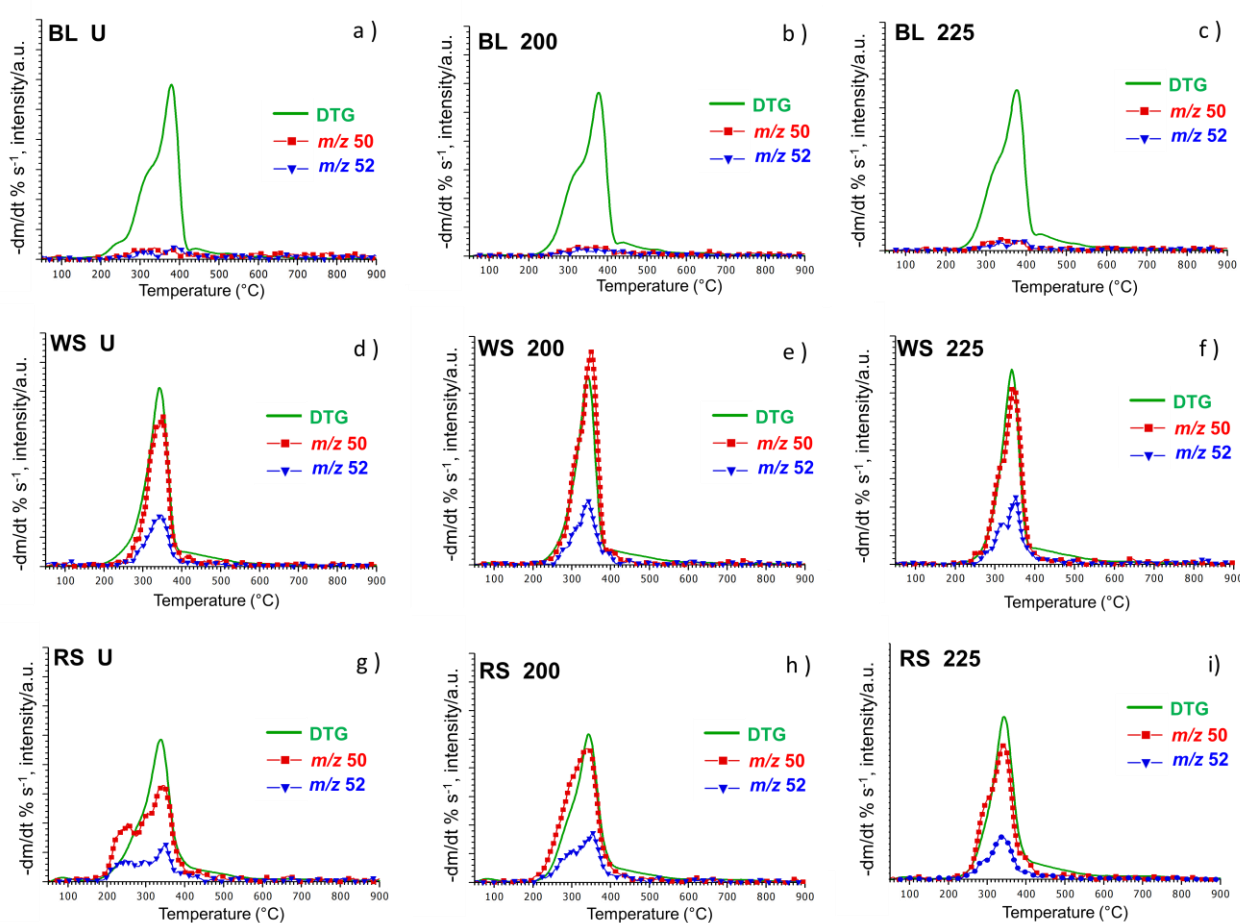 BL U
a )
-dm/dt % s⁻¹, intensity/a.u.
DTG
m/z 50
m/z 52
100 200 300 400 500 600 700 800 900
Temperature (°C)
BL 200
b )
-dm/dt % s⁻¹, intensity/a.u.
DTG
m/z 50
m/z 52
100 200 300 400 500 600 700 800 900
Temperature (°C)
BL 225
c )
-dm/dt % s⁻¹, intensity/a.u.
DTG
m/z 50
m/z 52
100 200 300 400 500 600 700 800 900
Temperature (°C)
WS U
d )
-dm/dt % s⁻¹, intensity/a.u.
DTG
m/z 50
m/z 52
100 200 300 400 500 600 700 800 900
Temperature (°C)
WS 200
e )
-dm/dt % s⁻¹, intensity/a.u.
DTG
m/z 50
m/z 52
100 200 300 400 500 600 700 800 900
Temperature (°C)
WS 225
f )
-dm/dt % s⁻¹, intensity/a.u.
DTG
m/z 50
m/z 52
100 200 300 400 500 600 700 800 900
Temperature (°C)
RS U
g )
-dm/dt % s⁻¹, intensity/a.u.
DTG
m/z 50
m/z 52
100 200 300 400 500 600 700 800 900
Temperature (°C)
RS 200
h )
-dm/dt % s⁻¹, intensity/a.u.
DTG
m/z 50
m/z 52
100 200 300 400 500 600 700 800 900
Temperature (°C)
RS 225
i)
-dm/dt % s⁻¹, intensity/a.u.
DTG
m/z 50
m/z 52
100 200 300 400 500 600 700 800 900
Temperature (°C)